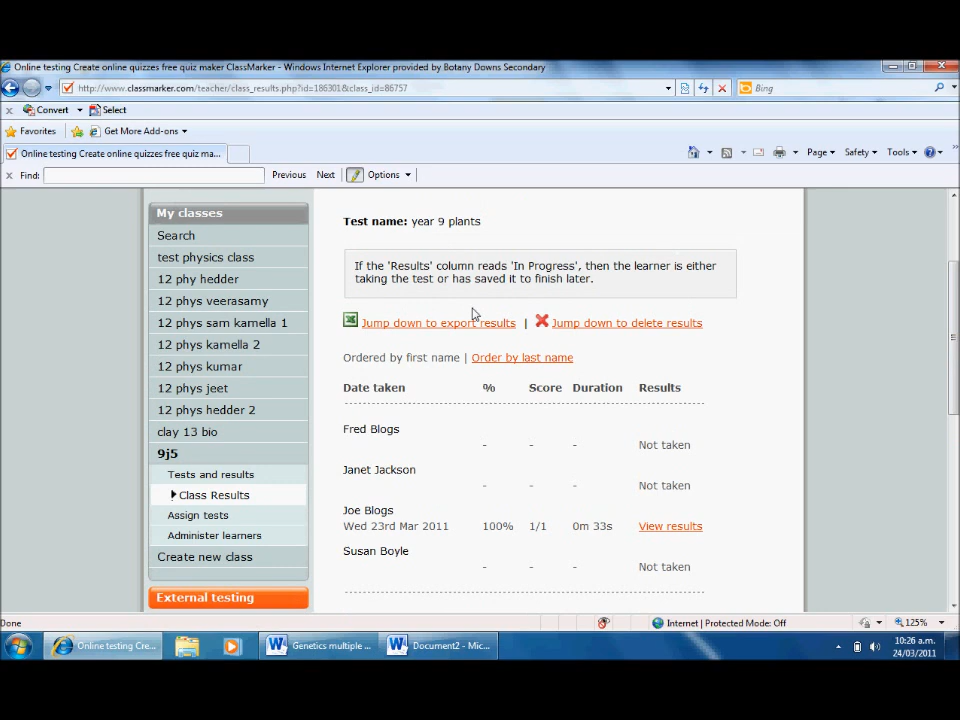 Online testing Create online quizzes free quiz maker ClassMarker - Windows Internet Explorer provided by Botany Downs Secondary
http://www.classmarker.com/teacher/class_results.php?id=186301&class_id=86757
Bing
x Convert Select
Favorites Get More Add-ons
Online testing Create online quizzes free quiz ma...
Page Safety Tools
x Find: Previous Next Options
My classes
Search
test physics class
12 phy hedder
12 phys veerasamy
12 phys sam kamella 1
12 phys kamella 2
12 phys kumar
12 phys jeet
12 phys hedder 2
clay 13 bio
9j5
Tests and results
Class Results
Assign tests
Administer learners
Create new class
External testing
Test name: year 9 plants
If the 'Results' column reads 'In Progress', then the learner is either
taking the test or has saved it to finish later.
Jump down to export results | Jump down to delete results
Ordered by first name | Order by last name
Date taken % Score Duration Results
Fred Blogs
- - - Not taken
Janet Jackson
- - - Not taken
Joe Blogs
Wed 23rd Mar 2011 100% 1/1 0m 33s View results
Susan Boyle
- - - Not taken
Done
Internet | Protected Mode: Off
125%
Online testing Cre...
Genetics multiple ...
Document2 - Mic...
10:26 a.m.
24/03/2011